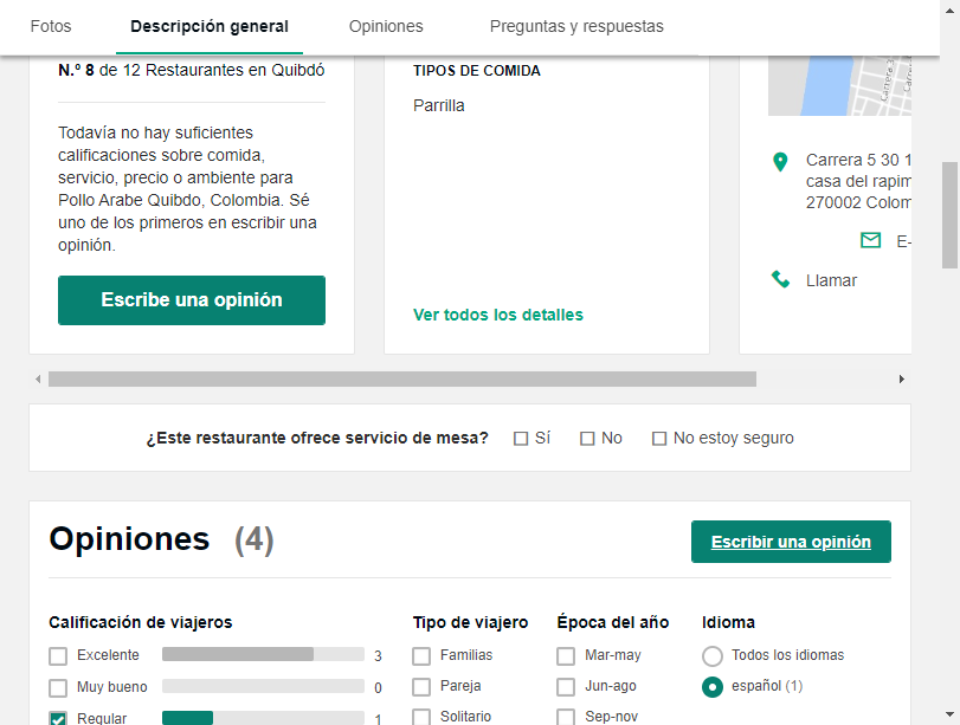 Fotos Descripción general Opiniones Preguntas y respuestas
N.º 8 de 12 Restaurantes en Quibdó
Todavía no hay suficientes
calificaciones sobre comida,
servicio, precio o ambiente para
Pollo Arabe Quibdo, Colombia. Sé
uno de los primeros en escribir una
opinión.
Escribe una opinión
TIPOS DE COMIDA
Parrilla
Ver todos los detalles
Carrera 5 30 1
casa del rapim
270002 Colom
E-
Llamar
¿Este restaurante ofrece servicio de mesa? Sí No No estoy seguro
Opiniones (4)
Escribir una opinión
Calificación de viajeros
Excelente 3
Muy bueno 0
Regular 1
Tipo de viajero
Familias
Pareja
Solitario
Época del año
Mar-may
Jun-ago
Sep-nov
Idioma
Todos los idiomas
español (1)